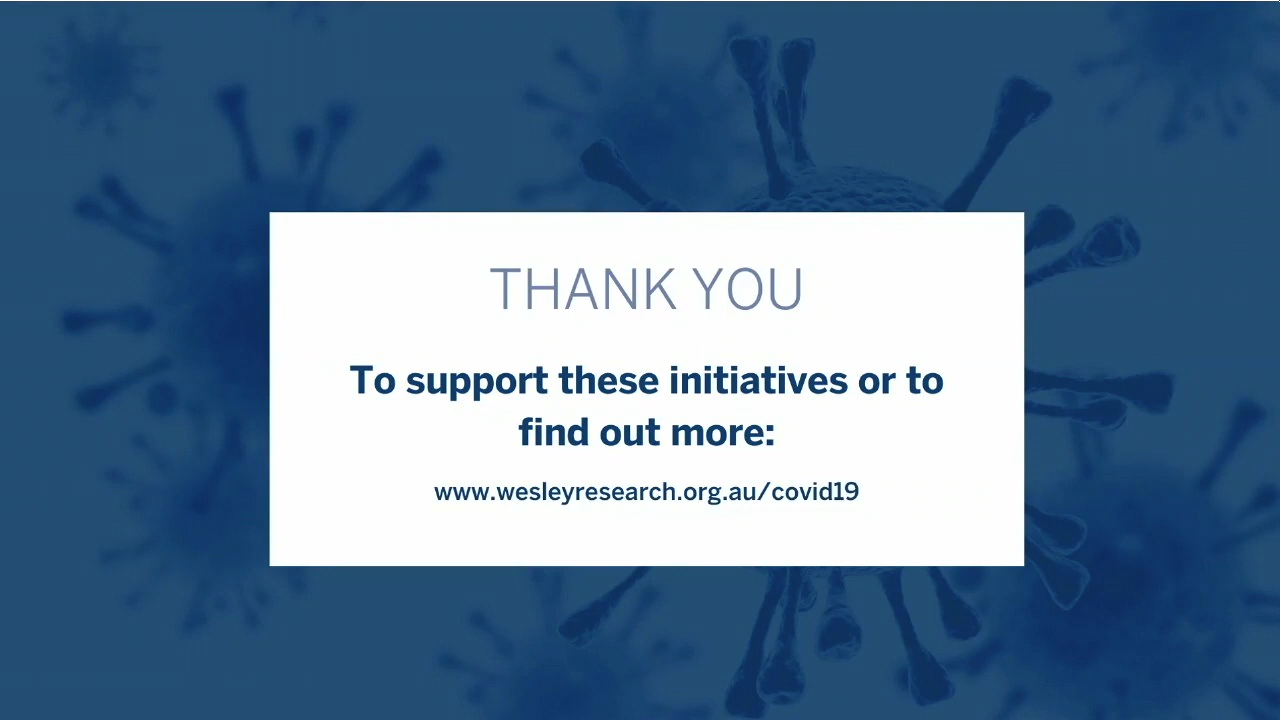 THANK YOU
To support these initiatives or to
find out more:
www.wesleyresearch.org.au/covid19